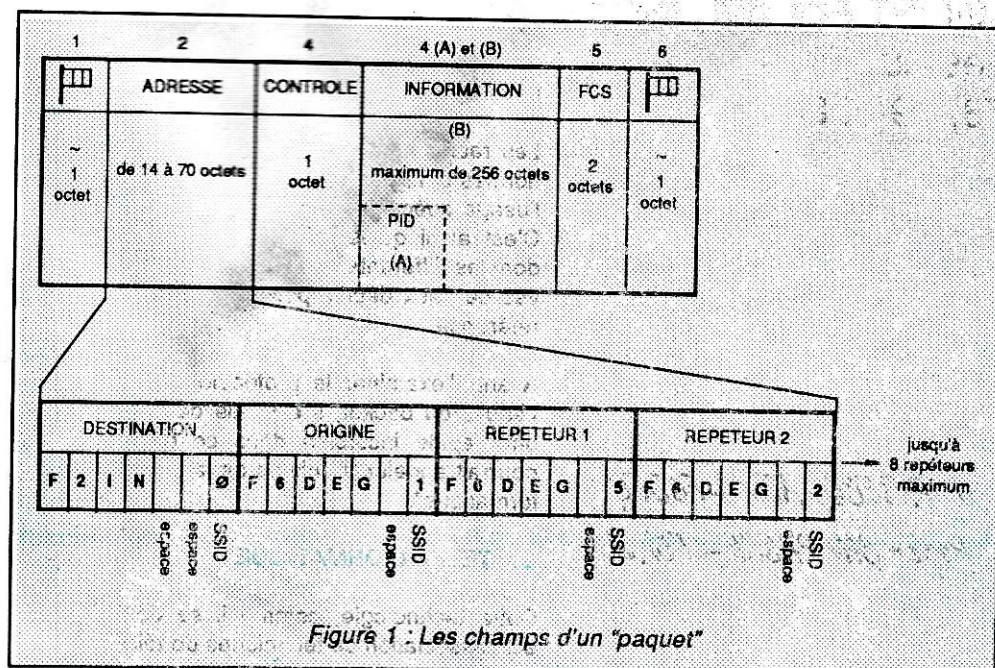 1 2 4 4 (A) et (B) 5 6
ADRESSE CONTROLE INFORMATION FCS
~ 1 octet
de 14 à 70 octets
1 octet
(B)
maximum de 256 octets
PID
(A)
2 octets
~ 1 octet
DESTINATION ORIGINE REPETEUR 1 REPETEUR 2
F 2 I N Ø F 6 D E G 1 F 6 D E G 5 F 6 D E G 2
jusqu'à
8 repéteurs
maximum
espace espace SSID espace SSID espace SSID espace SSID
Figure 1 : Les champs d'un "paquet"